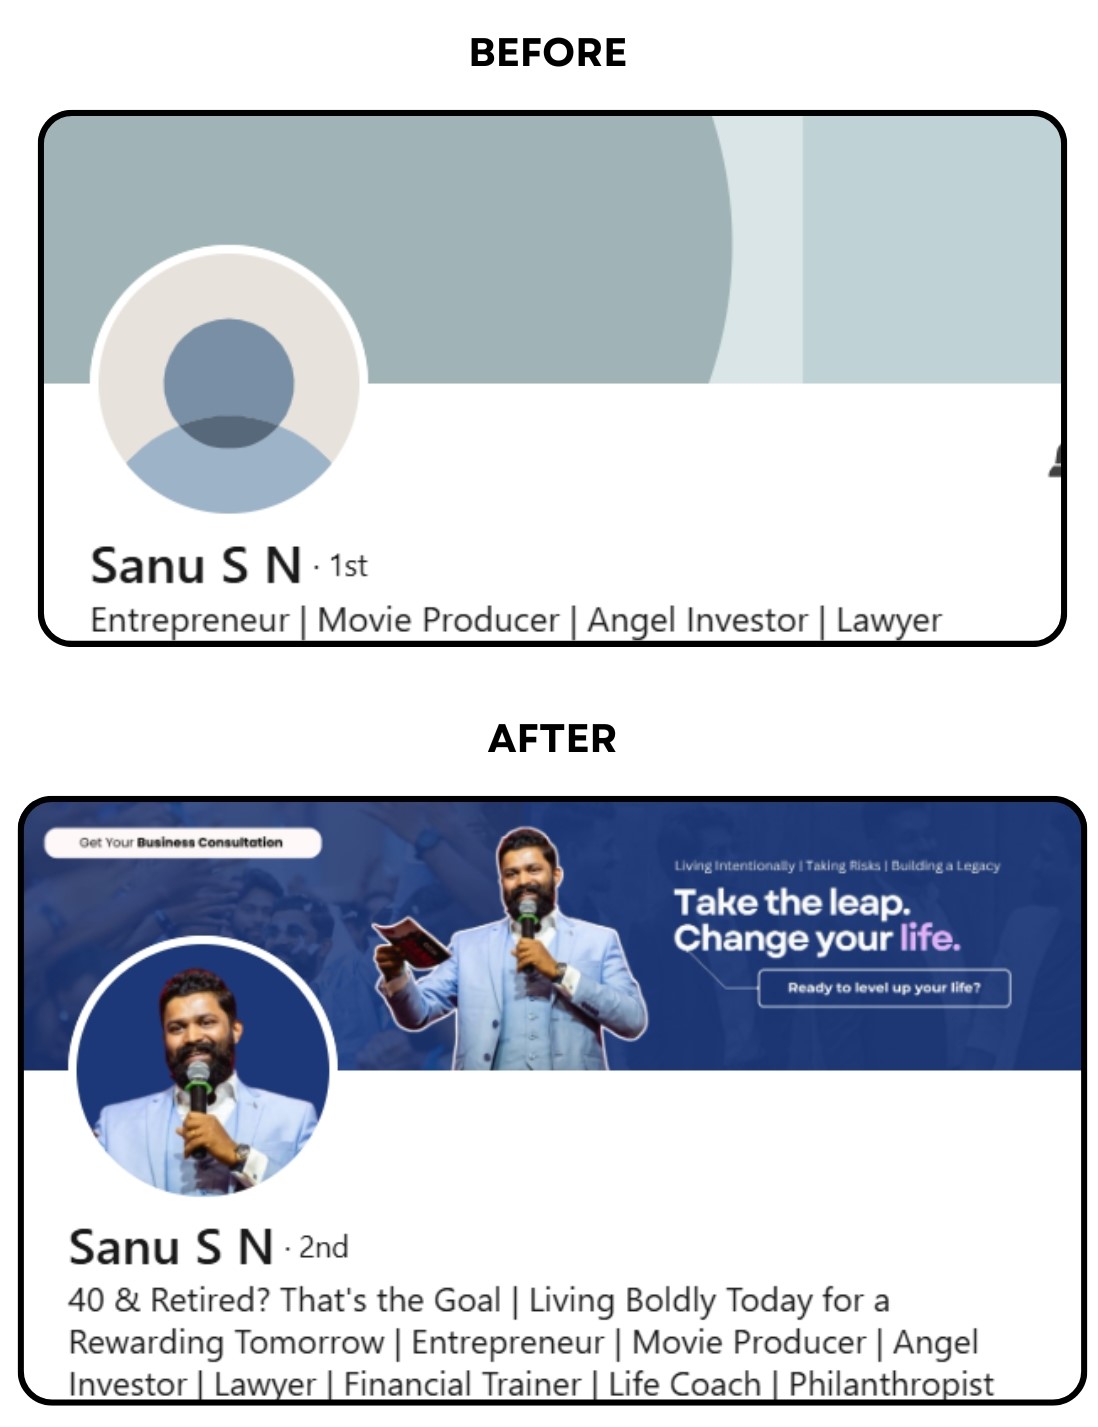 BEFORE
Sanu S N · 1st
Entrepreneur | Movie Producer | Angel Investor | Lawyer
AFTER
Get Your Business Consultation
Living Intentionally | Taking Risks | Building a Legacy
Take the leap.
Change your life.
Ready to level up your life?
Sanu S N · 2nd
40 & Retired? That's the Goal | Living Boldly Today for a
Rewarding Tomorrow | Entrepreneur | Movie Producer | Angel
Investor | Lawyer | Financial Trainer | Life Coach | Philanthropist